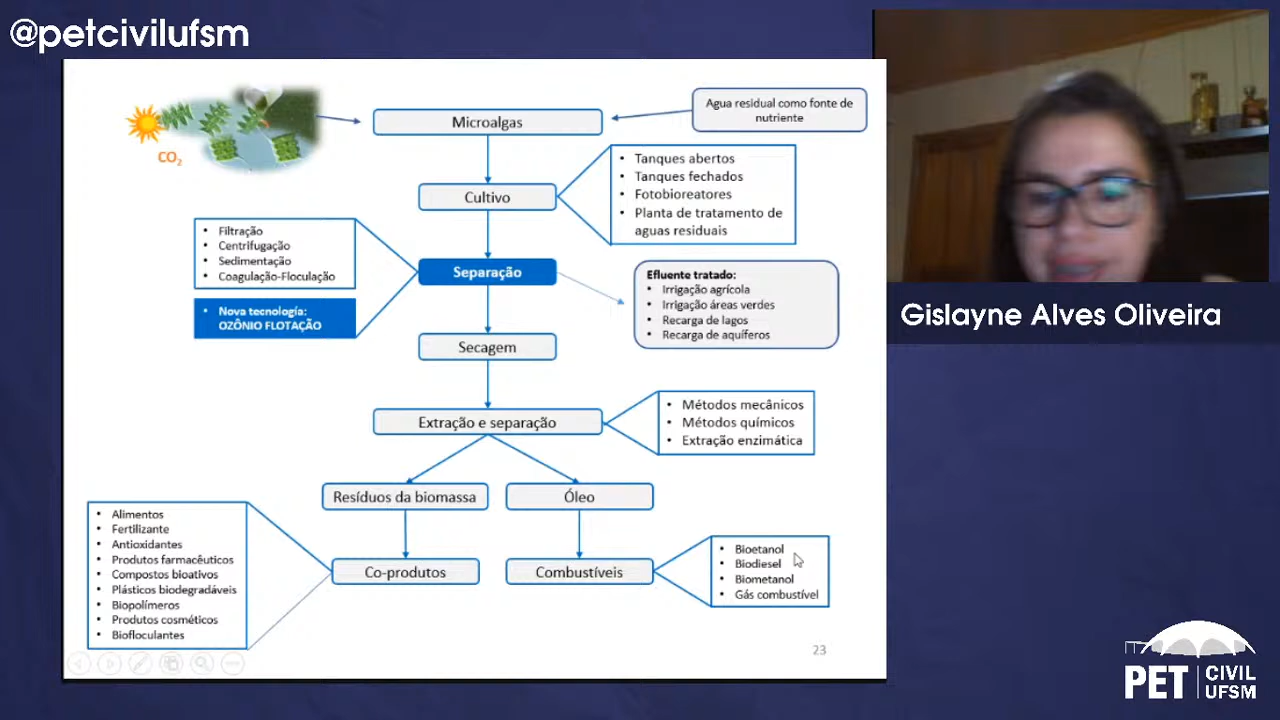 @petcivilufsm
CO2
Microalgas
Agua residual como fonte de
nutriente
Cultivo
• Tanques abertos
• Tanques fechados
• Fotobioreatores
• Planta de tratamento de
aguas residuais
• Filtração
• Centrifugação
• Sedimentação
• Coagulação-Floculação
• Nova tecnología:
OZÔNIO FLOTAÇÃO
Separação
Efluente tratado:
• Irrigação agrícola
• Irrigação áreas verdes
• Recarga de lagos
• Recarga de aquíferos
Gislayne Alves Oliveira
Secagem
Extração e separação
• Métodos mecânicos
• Métodos químicos
• Extração enzimática
Resíduos da biomassa
Óleo
• Alimentos
• Fertilizante
• Antioxidantes
• Produtos farmacêuticos
• Compostos bioativos
• Plásticos biodegradáveis
• Biopolímeros
• Produtos cosméticos
• Biofloculantes
Co-produtos
Combustíveis
• Bioetanol
• Biodiesel
• Biometanol
• Gás combustível
23
PET CIVIL
UFSM